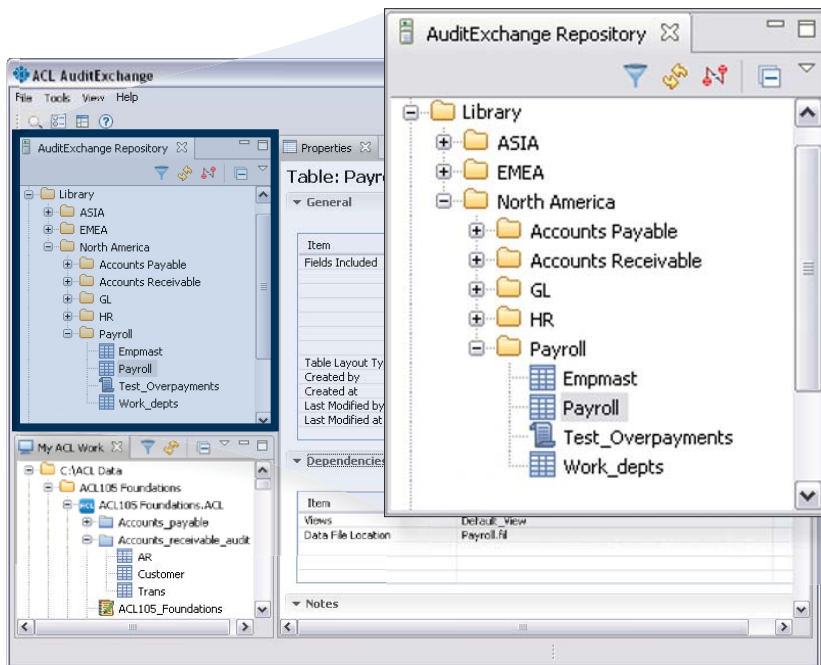 AuditExchange Repository
Library
ASIA
EMEA
North America
Accounts Payable
Accounts Receivable
GL
HR
Payroll
Empmast
Payroll
Test_Overpayments
Work_depts
ACL AuditExchange
File Tools View Help
AuditExchange Repository
Library
ASIA
EMEA
North America
Accounts Payable
Accounts Receivable
GL
HR
Payroll
Empmast
Payroll
Test_Overpayments
Work_depts
My ACL Work
C:\ACL Data
ACL105 Foundations
ACL105 Foundations.ACL
Accounts_payable
Accounts_receivable_audit
AR
Customer
Trans
ACL105_Foundations
Properties
Table: Payr
General
Item
Fields Included
Table Layout Ty
Created by
Created at
Last Modified by
Last Modified at
Dependencies
Item
Views Default_View
Data File Location Payroll.fil
Notes